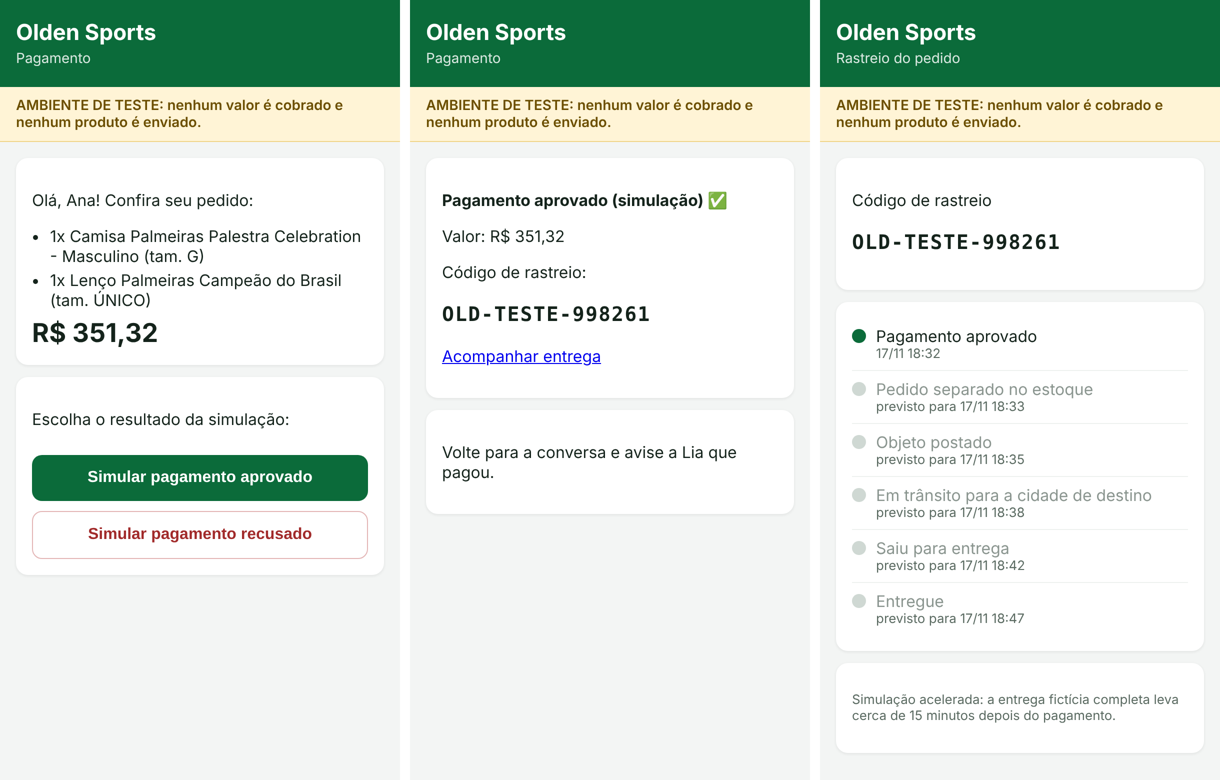 Olden Sports
Pagamento
AMBIENTE DE TESTE: nenhum valor é cobrado e
nenhum produto é enviado.
Olá, Ana! Confira seu pedido:
• 1x Camisa Palmeiras Palestra Celebration
- Masculino (tam. G)
• 1x Lenço Palmeiras Campeão do Brasil
(tam. ÚNICO)
R$ 351,32
Escolha o resultado da simulação:
Simular pagamento aprovado
Simular pagamento recusado
Olden Sports
Pagamento
AMBIENTE DE TESTE: nenhum valor é cobrado e
nenhum produto é enviado.
Pagamento aprovado (simulação) ✅
Valor: R$ 351,32
Código de rastreio:
OLD-TESTE-998261
Acompanhar entrega
Volte para a conversa e avise a Lia que
pagou.
Olden Sports
Rastreio do pedido
AMBIENTE DE TESTE: nenhum valor é cobrado e
nenhum produto é enviado.
Código de rastreio
OLD-TESTE-998261
Pagamento aprovado
17/11 18:32
Pedido separado no estoque
previsto para 17/11 18:33
Objeto postado
previsto para 17/11 18:35
Em trânsito para a cidade de destino
previsto para 17/11 18:38
Saiu para entrega
previsto para 17/11 18:42
Entregue
previsto para 17/11 18:47
Simulação acelerada: a entrega fictícia completa leva
cerca de 15 minutos depois do pagamento.